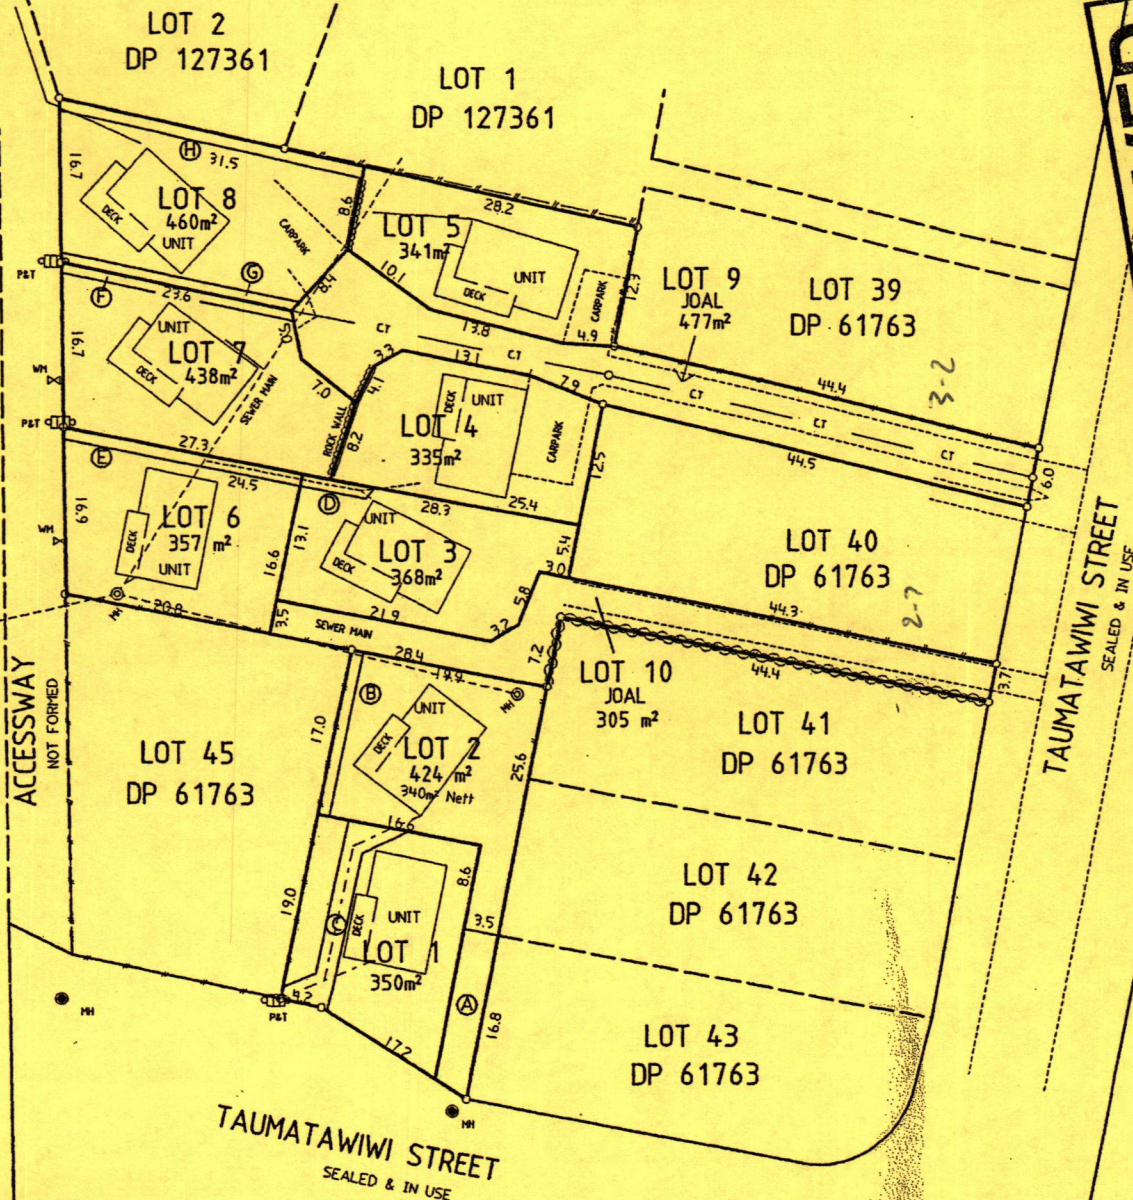 LOT 2
DP 127361
LOT 1
DP 127361
H
31.5
16.7
LOT 8
460m²
DECK
UNIT
CARPARK
8.6
28.2
LOT 5
341m²
UNIT
DECK
CARPARK
12.3
LOT 9
JOAL
477m²
LOT 39
DP 61763
P&T
F
G
23.6
8.4
10.1
13.8
4.9
16.7
UNIT
LOT 7
438m²
DECK
9.0
7.0
SEWER MAIN
C.T
C.T
C.T
C.T
C.T
3.3
13.1
7.9
4.1
44.4
3-2
WM
P&T
ROCK WALL
8.2
LOT 4
335m²
DECK
UNIT
CARPARK
12.5
44.5
6.0
27.3
E
24.5
D
28.3
25.4
16.9
WM
LOT 6
357 m²
DECK
UNIT
16.6
13.1
UNIT
LOT 3
368m²
DECK
5.4
3.0
5.8
LOT 40
DP 61763
44.3
2-7
TAUMATAWIWI STREET
SEALED & IN USE
MH
20.8
3.5
21.9
SEWER MAIN
3.2
28.4
19.9
7.2
MH
LOT 10
JOAL
305 m²
44.4
3.7
ACCESSWAY
NOT FORMED
LOT 45
DP 61763
17.0
B
UNIT
DECK
LOT 2
424 m²
340m² Nett
25.6
LOT 41
DP 61763
16.6
8.6
19.0
C
DECK
UNIT
LOT 1
350m²
3.5
LOT 42
DP 61763
A
16.8
LOT 43
DP 61763
MH
P&T
4.2
17.2
MH
TAUMATAWIWI STREET
SEALED & IN USE